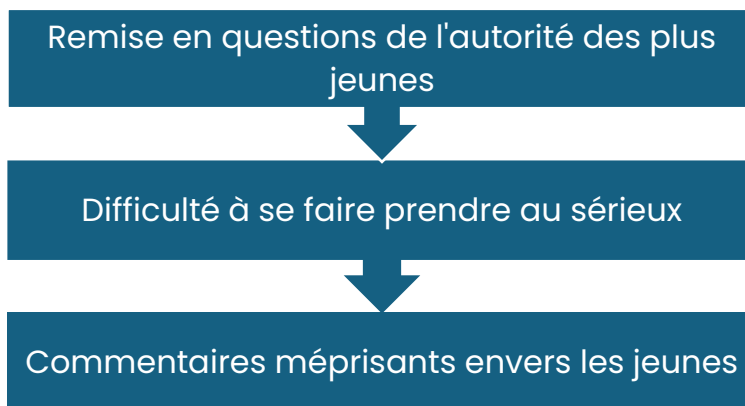 Remise en questions de l'autorité des plus
jeunes
Difficulté à se faire prendre au sérieux
Commentaires méprisants envers les jeunes